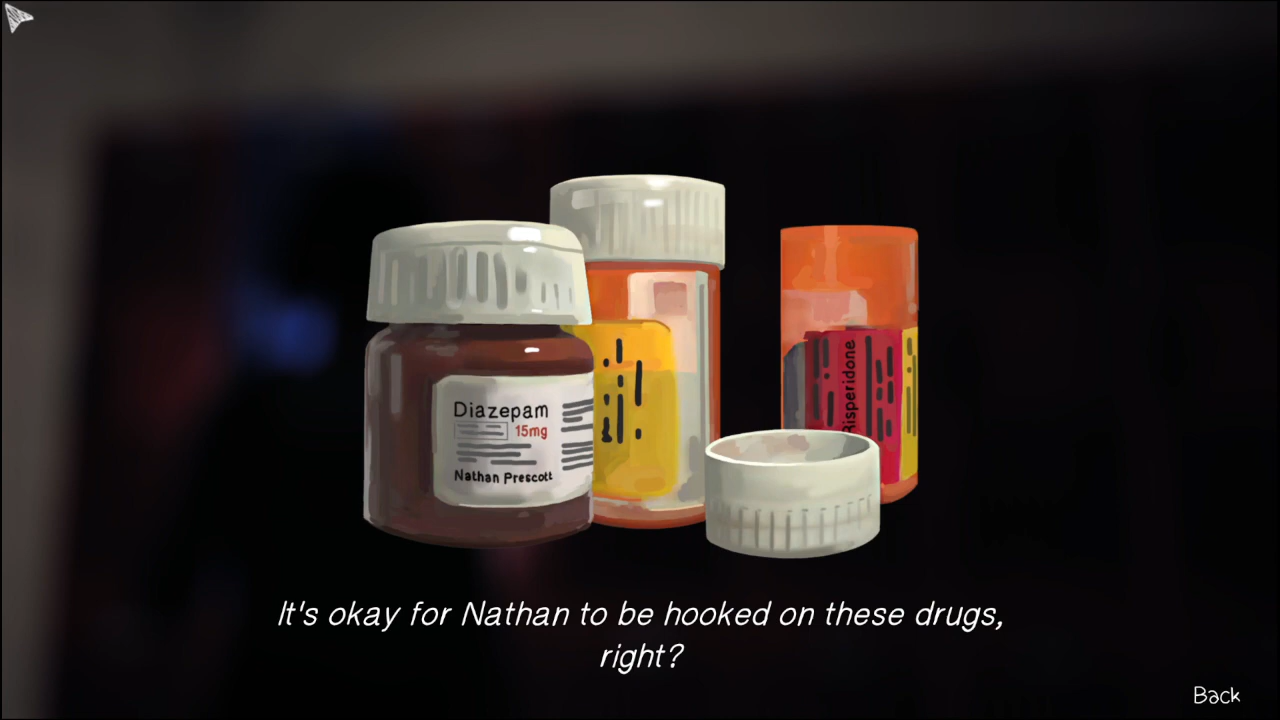 Diazepam
15mg
Nathan Prescott
Risperidone
It's okay for Nathan to be hooked on these drugs,
right?
Back